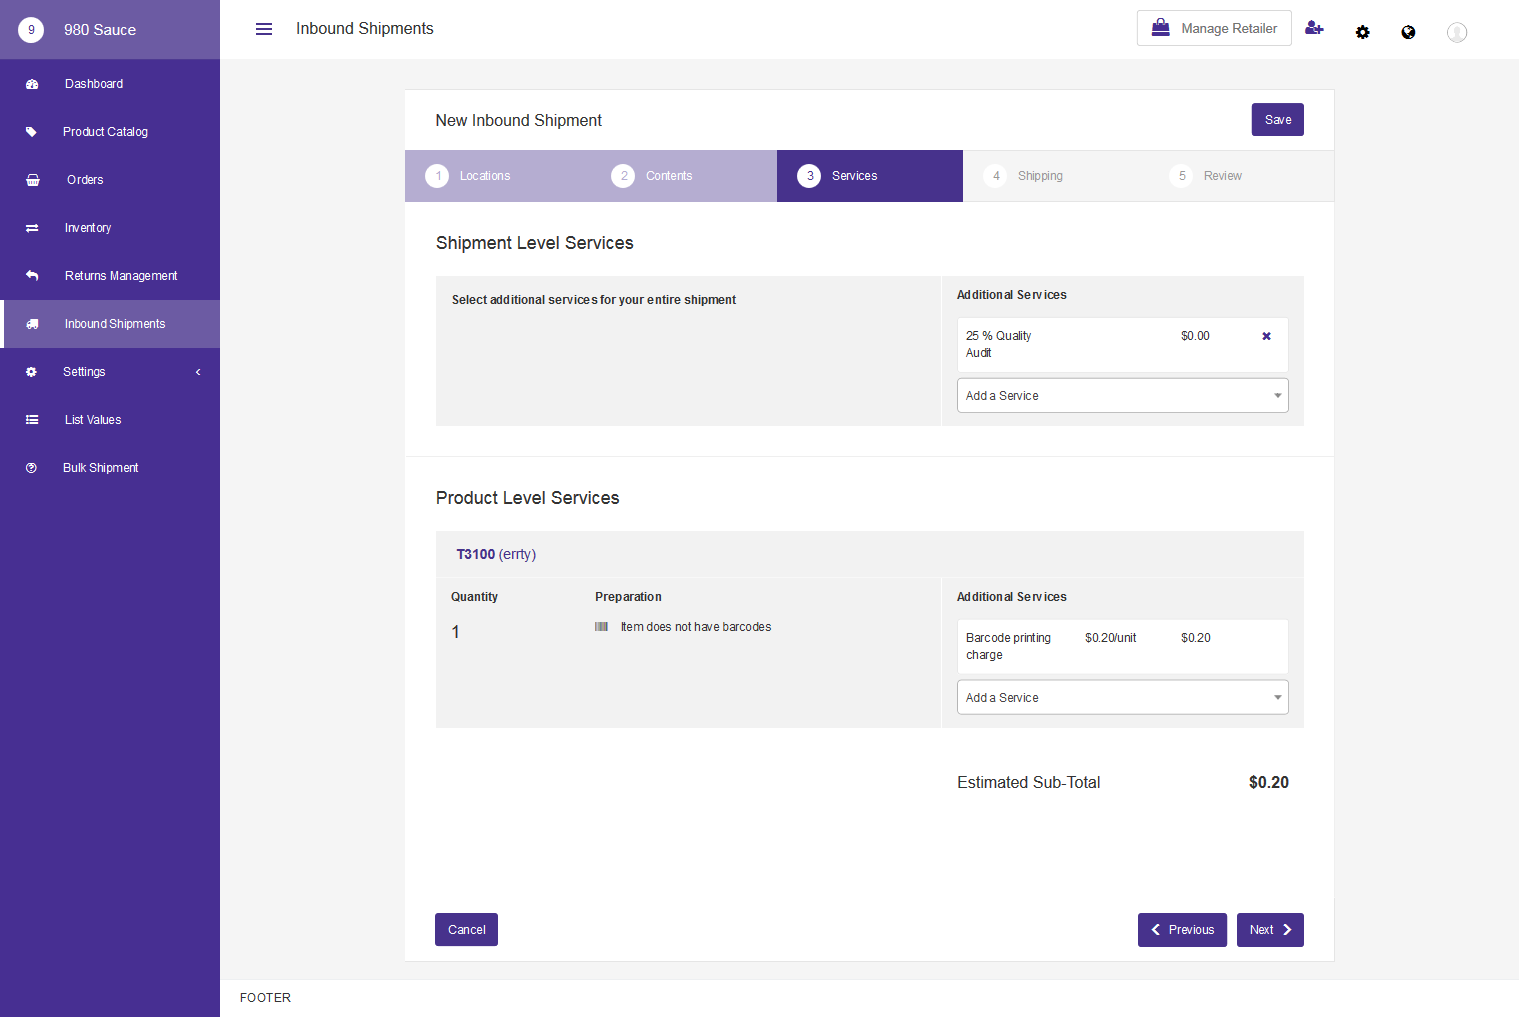 9 980 Sauce
Inbound Shipments
Manage Retailer
Dashboard
Product Catalog
Orders
Inventory
Returns Management
Inbound Shipments
Settings
List Values
Bulk Shipment
New Inbound Shipment
Save
1 Locations
2 Contents
3 Services
4 Shipping
5 Review
Shipment Level Services
Select additional services for your entire shipment
Additional Services
25 % Quality $0.00
Audit
Add a Service
Product Level Services
T3100 (errty)
Quantity
1
Preparation
Item does not have barcodes
Additional Services
Barcode printing $0.20/unit $0.20
charge
Add a Service
Estimated Sub-Total $0.20
Cancel
Previous
Next
FOOTER